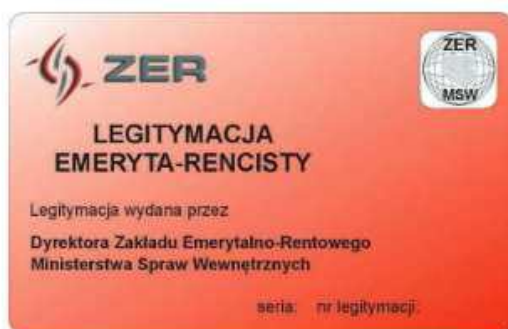 ZER
ZER
MSW
LEGITYMACJA
EMERYTA-RENCISTY
Legitymacja wydana przez
Dyrektora Zakładu Emerytalno-Rentowego
Ministerstwa Spraw Wewnętrznych
seria: nr legitymacji: